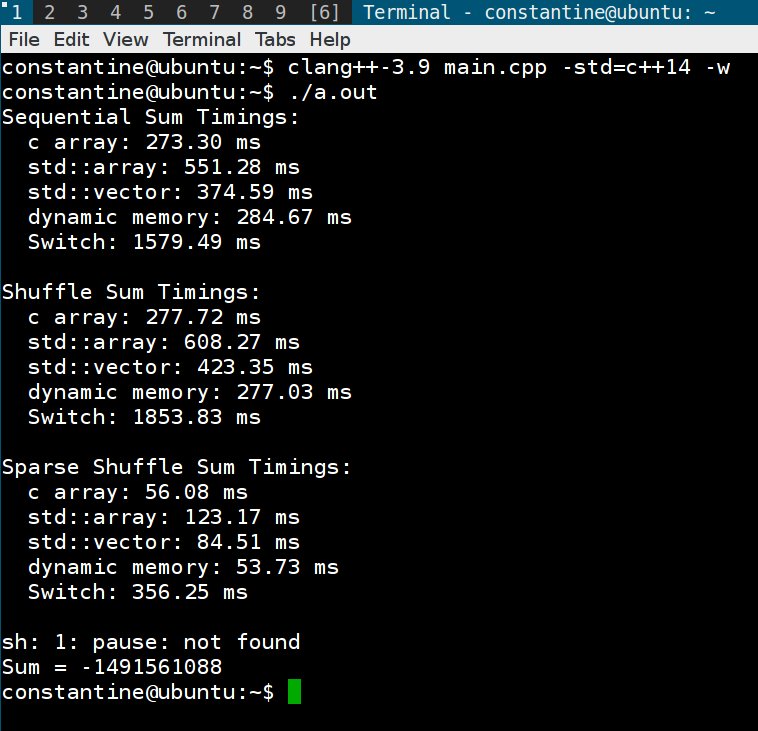 1 2 3 4 5 6 7 8 9 [6] Terminal - constantine@ubuntu: ~
File Edit View Terminal Tabs Help
constantine@ubuntu:~$ clang++-3.9 main.cpp -std=c++14 -w
constantine@ubuntu:~$ ./a.out
Sequential Sum Timings:
  c array: 273.30 ms
  std::array: 551.28 ms
  std::vector: 374.59 ms
  dynamic memory: 284.67 ms
  Switch: 1579.49 ms

Shuffle Sum Timings:
  c array: 277.72 ms
  std::array: 608.27 ms
  std::vector: 423.35 ms
  dynamic memory: 277.03 ms
  Switch: 1853.83 ms

Sparse Shuffle Sum Timings:
  c array: 56.08 ms
  std::array: 123.17 ms
  std::vector: 84.51 ms
  dynamic memory: 53.73 ms
  Switch: 356.25 ms

sh: 1: pause: not found
Sum = -1491561088
constantine@ubuntu:~$